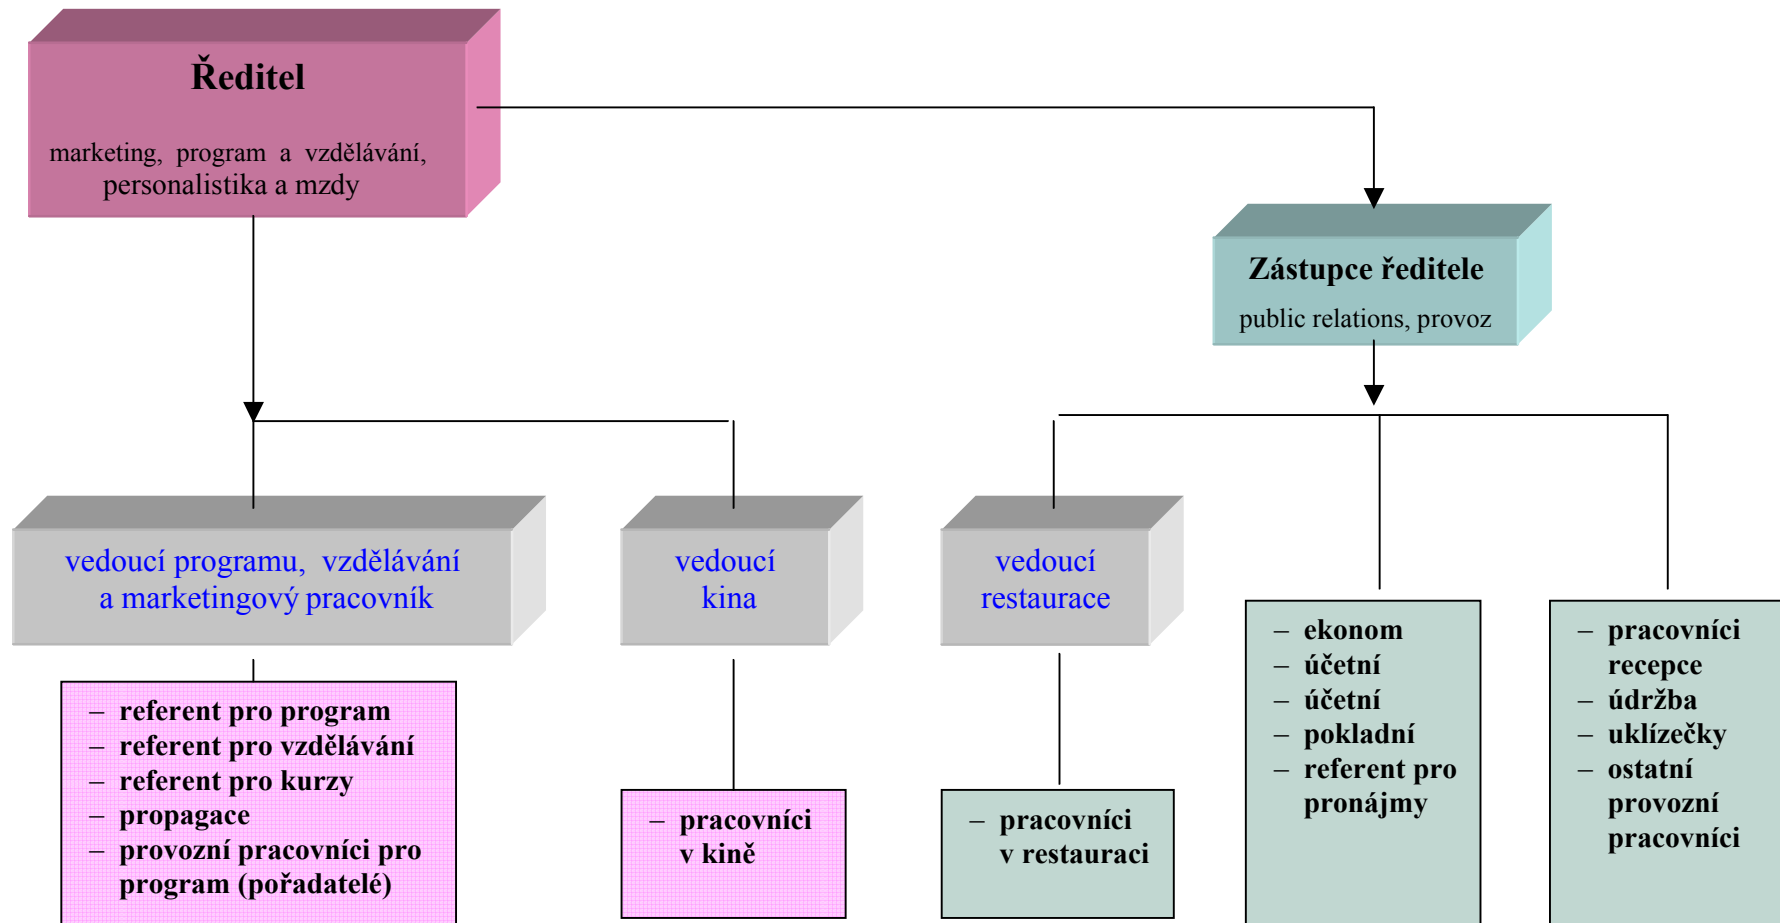 Ředitel
marketing, program a vzdělávání,
personalistika a mzdy
Zástupce ředitele
public relations, provoz
vedoucí programu, vzdělávání
a marketingový pracovník
vedoucí
kina
vedoucí
restaurace
– referent pro program
– referent pro vzdělávání
– referent pro kurzy
– propagace
– provozní pracovníci pro
program (pořadatelé)
– pracovníci
v kině
– pracovníci
v restauraci
– ekonom
– účetní
– účetní
– pokladní
– referent pro
pronájmy
– pracovníci
recepce
– údržba
– uklízečky
– ostatní
provozní
pracovníci